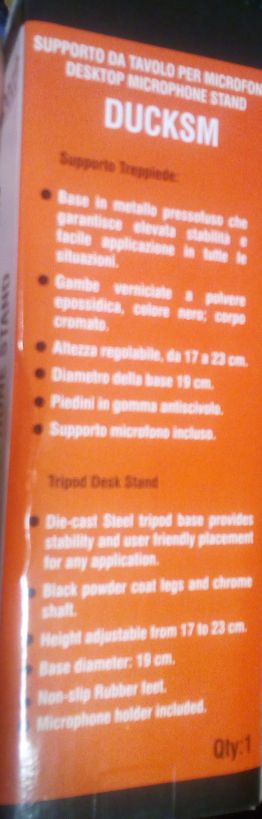 SUPPORTO DA TAVOLO PER MICROFON
DESKTOP MICROPHONE STAND
DUCKSM
Supporto Treppiede:
• Base in metallo pressofuso che
garantisce elevata stabilità e
facile applicazione in tutte le
situazioni.
• Gambe verniciate a polvere
epossidica, colore nero; corpo
cromato.
• Altezza regolabile, da 17 a 23 cm.
• Diametro della base 19 cm.
• Piedini in gomma antiscivolo.
• Supporto microfono incluso.
Tripod Desk Stand
• Die-cast Steel tripod base provides
stability and user friendly placement
for any application.
• Black powder coat legs and chrome
shaft.
• Height adjustable from 17 to 23 cm.
• Base diameter: 19 cm.
• Non-slip Rubber feet.
• Microphone holder included.
Qty:1
STAND